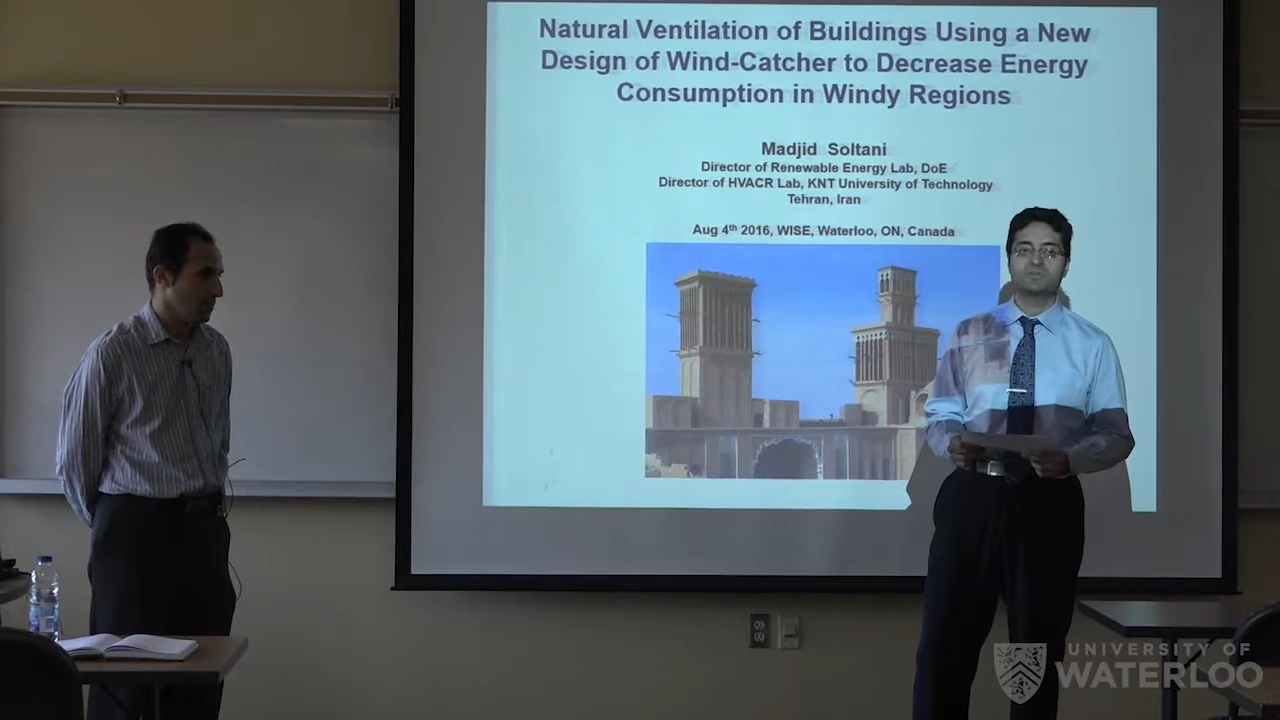 Natural Ventilation of Buildings Using a New
Design of Wind-Catcher to Decrease Energy
Consumption in Windy Regions
Madjid Soltani
Director of Renewable Energy Lab, DoE
Director of HVACR Lab, KNT University of Technology
Tehran, Iran
Aug 4th 2016, WISE, Waterloo, ON, Canada
UNIVERSITY OF
WATERLOO